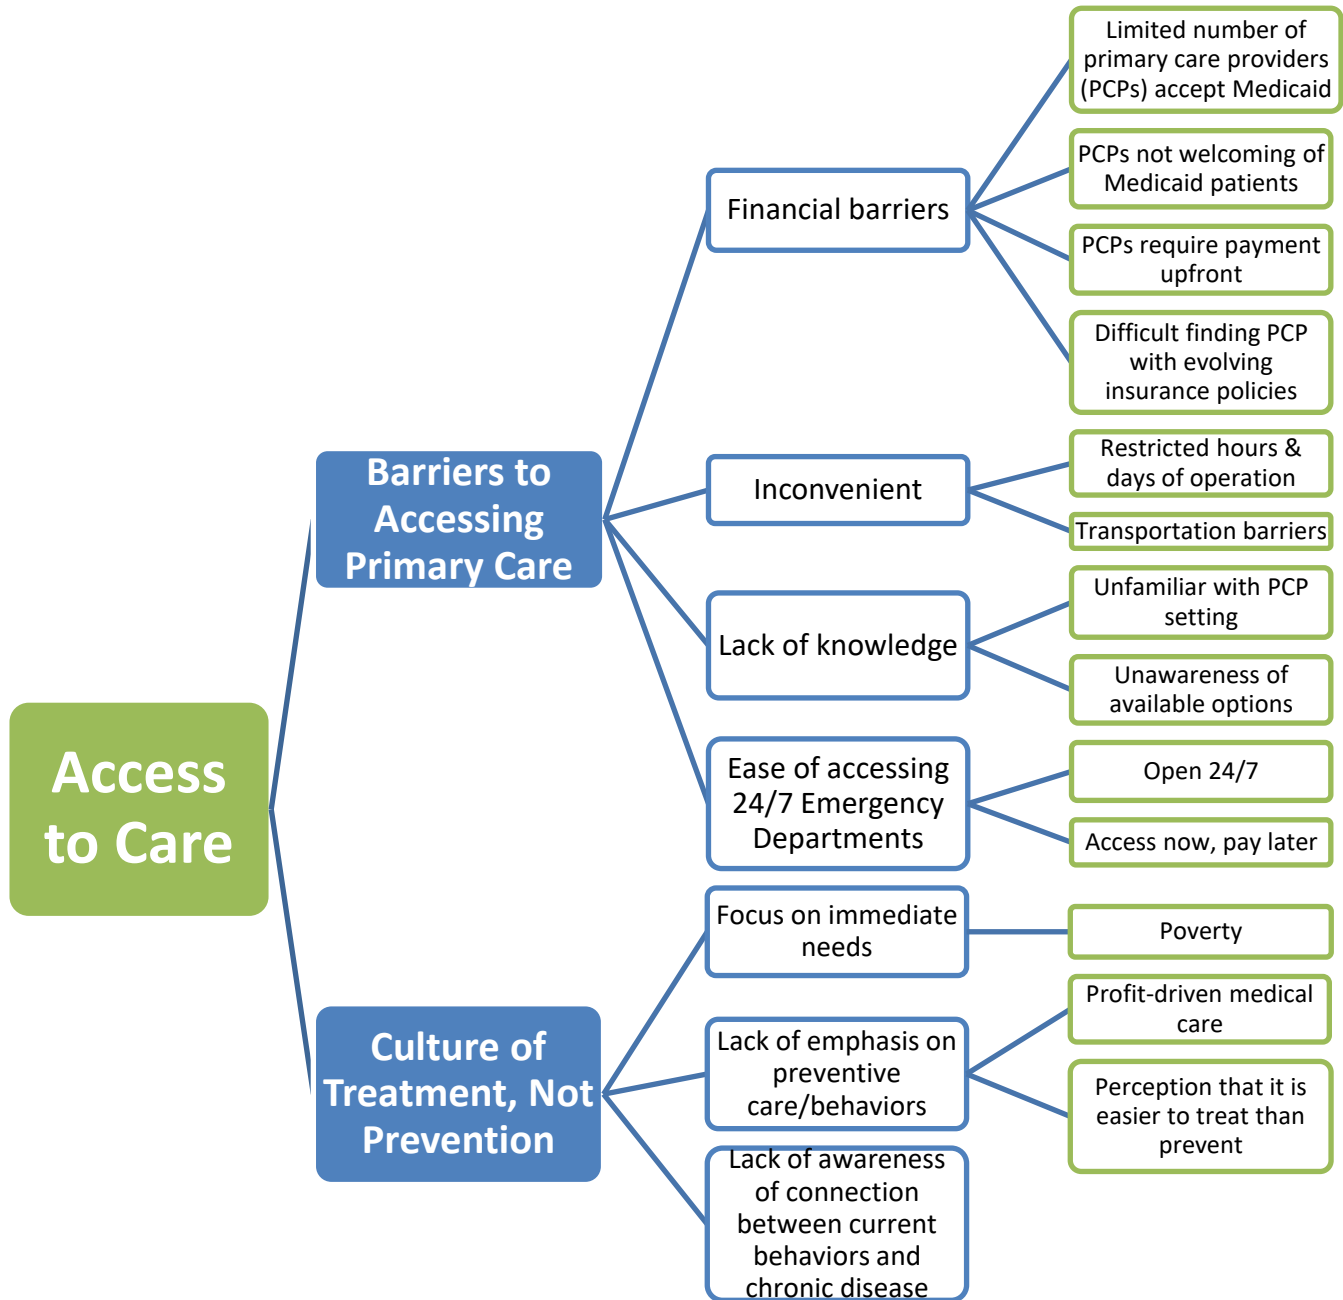 Access
to Care
Barriers to
Accessing
Primary Care
Financial barriers
Limited number of
primary care providers
(PCPs) accept Medicaid
PCPs not welcoming of
Medicaid patients
PCPs require payment
upfront
Difficult finding PCP
with evolving
insurance policies
Inconvenient
Restricted hours &
days of operation
Transportation barriers
Lack of knowledge
Unfamiliar with PCP
setting
Unawareness of
available options
Ease of accessing
24/7 Emergency
Departments
Open 24/7
Access now, pay later
Culture of
Treatment, Not
Prevention
Focus on immediate
needs
Poverty
Lack of emphasis on
preventive
care/behaviors
Profit-driven medical
care
Perception that it is
easier to treat than
prevent
Lack of awareness
of connection
between current
behaviors and
chronic disease